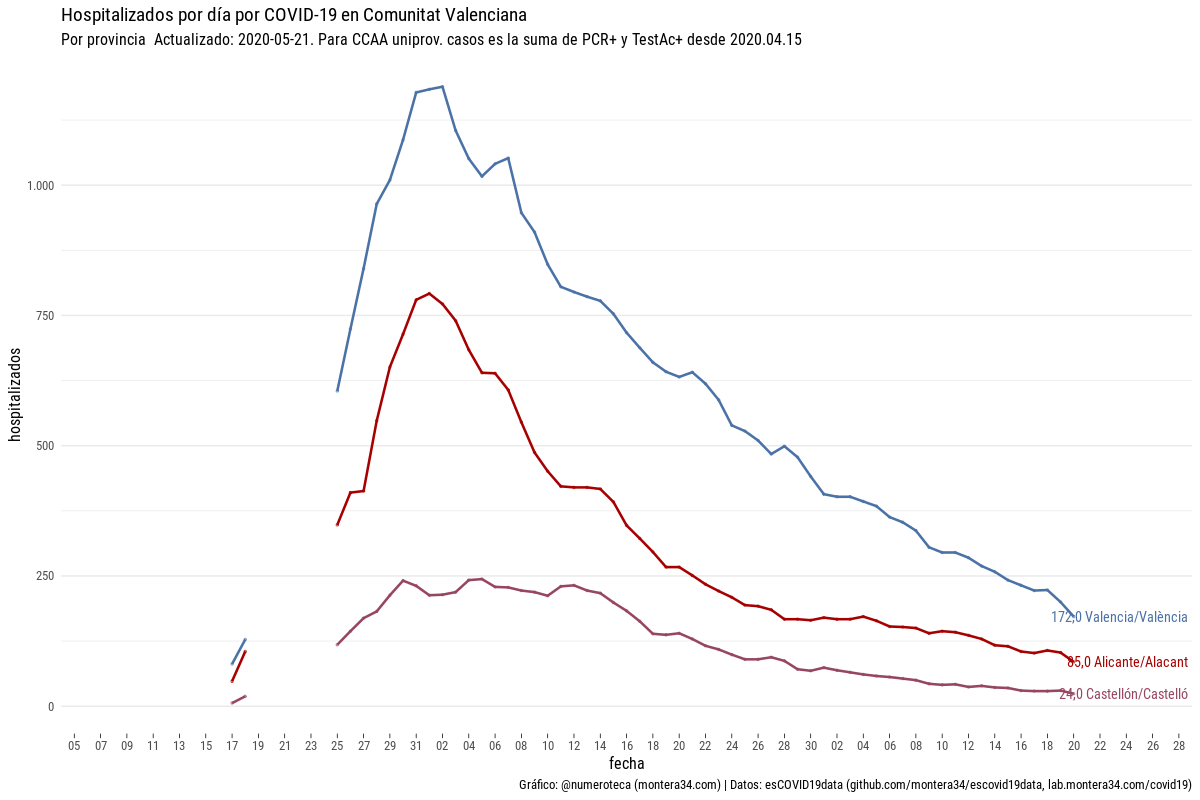 Hospitalizados por día por COVID-19 en Comunitat Valenciana
Por provincia  Actualizado: 2020-05-21. Para CCAA uniprov. casos es la suma de PCR+ y TestAc+ desde 2020.04.15
hospitalizados
1.000
750
500
250
0
172,0 Valencia/València
85,0 Alicante/Alacant
24,0 Castellón/Castelló
05 07 09 11 13 15 17 19 21 23 25 27 29 31 02 04 06 08 10 12 14 16 18 20 22 24 26 28 30 02 04 06 08 10 12 14 16 18 20 22 24 26 28
fecha
Gráfico: @numeroteca (montera34.com) | Datos: esCOVID19data (github.com/montera34/escovid19data, lab.montera34.com/covid19)